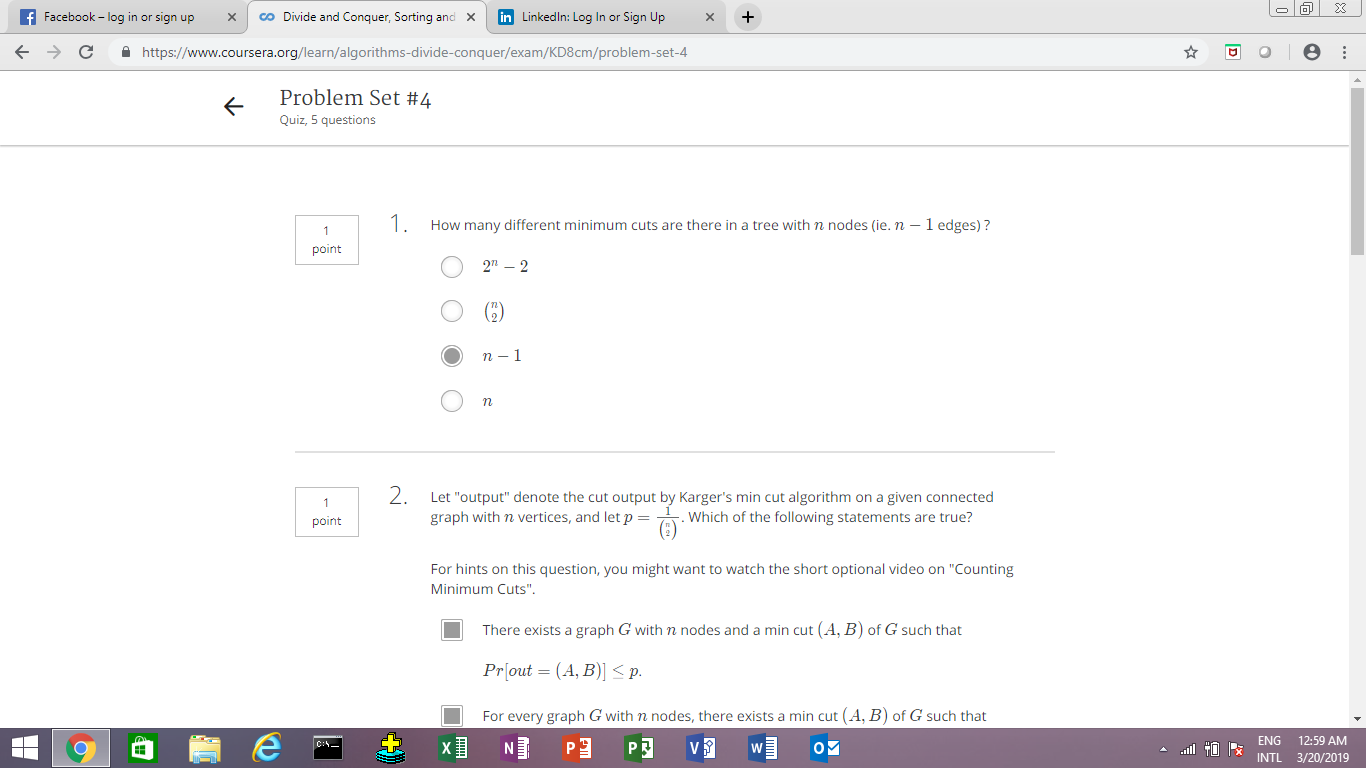 Facebook – log in or sign up
Divide and Conquer, Sorting and
LinkedIn: Log In or Sign Up
https://www.coursera.org/learn/algorithms-divide-conquer/exam/KD8cm/problem-set-4
Problem Set #4
Quiz, 5 questions
1
point
1.
How many different minimum cuts are there in a tree with n nodes (ie. n − 1 edges) ?
2^n − 2
(n 2)
n − 1
n
1
point
2.
Let "output" denote the cut output by Karger's min cut algorithm on a given connected
graph with n vertices, and let p = 1/(n 2). Which of the following statements are true?
For hints on this question, you might want to watch the short optional video on "Counting
Minimum Cuts".
There exists a graph G with n nodes and a min cut (A, B) of G such that
Pr[out = (A, B)] ≤ p.
For every graph G with n nodes, there exists a min cut (A, B) of G such that
ENG 12:59 AM
INTL 3/20/2019